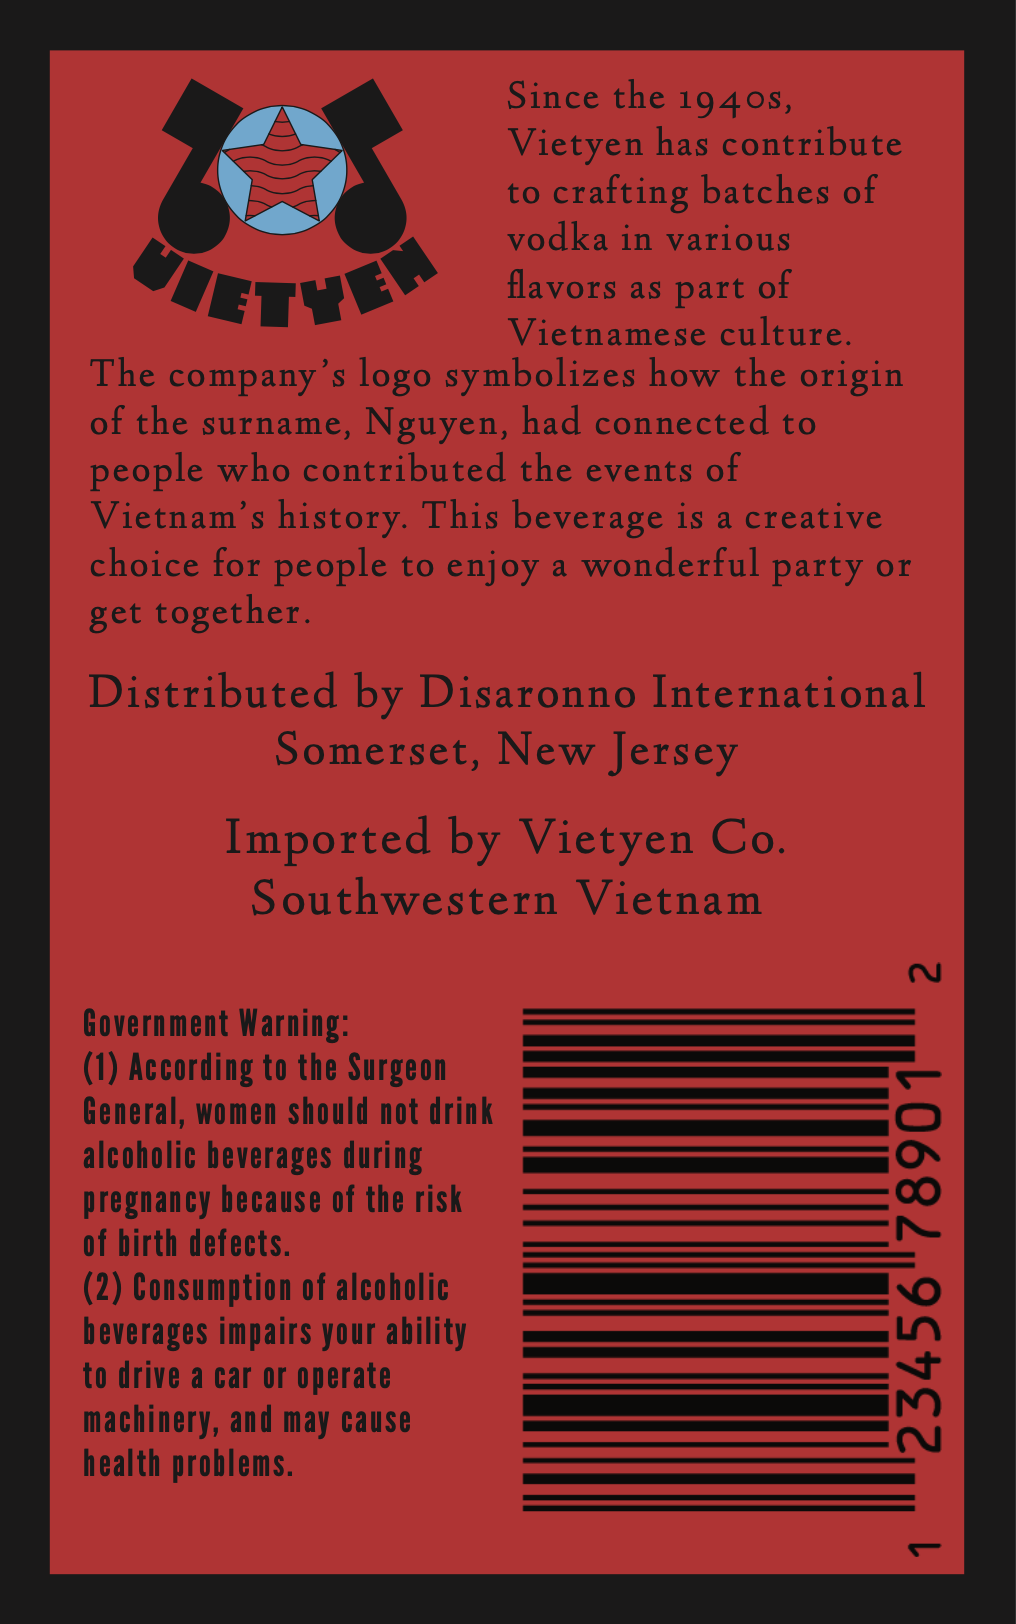 VIETYEN
Since the 1940s,
Vietyen has contribute
to crafting batches of
vodka in various
flavors as part of
Vietnamese culture.
The company's logo symbolizes how the origin
of the surname, Nguyen, had connected to
people who contributed the events of
Vietnam's history. This beverage is a creative
choice for people to enjoy a wonderful party or
get together.
Distributed by Disaronno International
Somerset, New Jersey
Imported by Vietyen Co.
Southwestern Vietnam
Government Warning:
(1) According to the Surgeon
General, women should not drink
alcoholic beverages during
pregnancy because of the risk
of birth defects.
(2) Consumption of alcoholic
beverages impairs your ability
to drive a car or operate
machinery, and may cause
health problems.
1 23456 78901 2